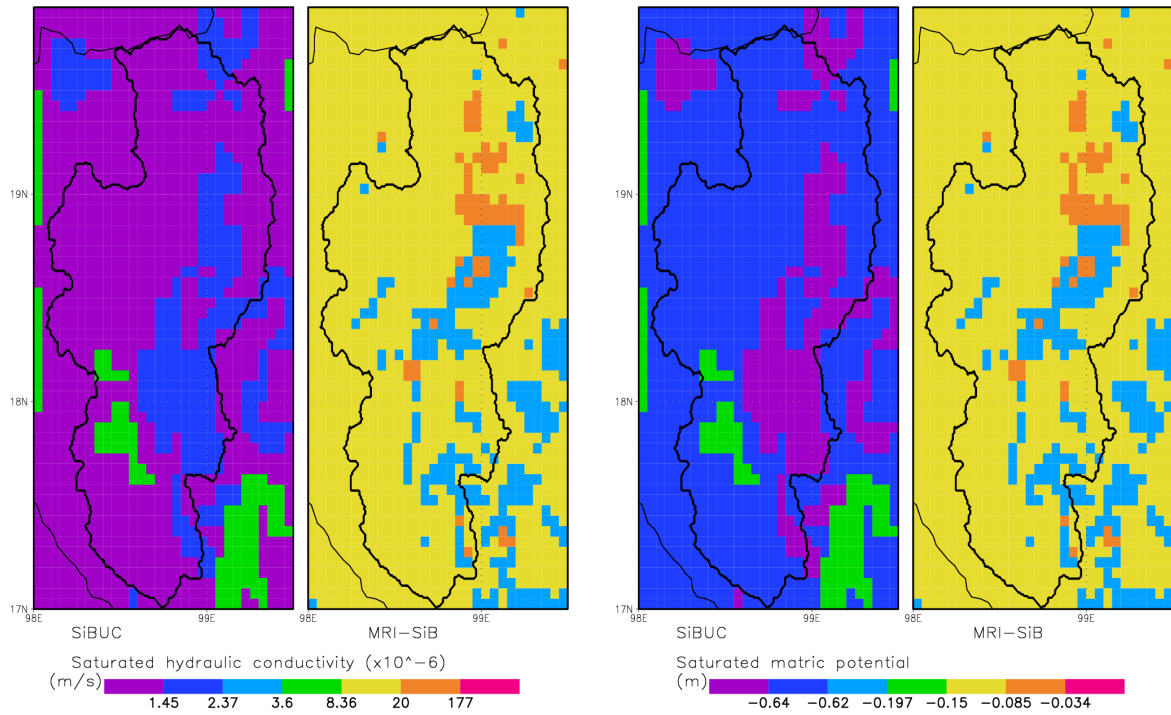 19N
18N
17N
98E
99E
98E
99E
SiBUC
MRI-SiB
Saturated hydraulic conductivity (x10^-6)
(m/s)
1.45 2.37 3.6 8.36 20 177
19N
18N
17N
98E
99E
98E
99E
SiBUC
MRI-SiB
Saturated matric potential
(m)
-0.64 -0.62 -0.197 -0.15 -0.085 -0.034